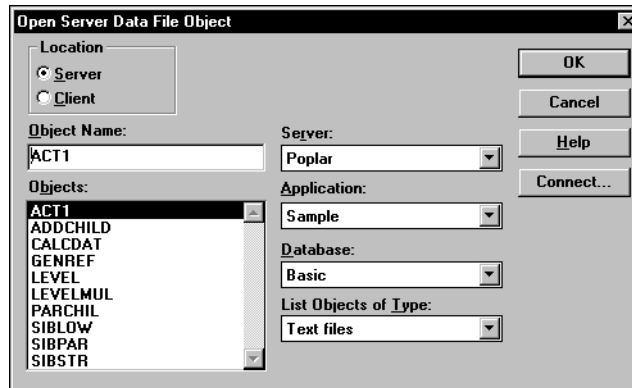 Open Server Data File Object
Location
Server
Client
OK
Cancel
Help
Connect...
Object Name:
ACT1
Objects:
ACT1
ADDCHILD
CALCDAT
GENREF
LEVEL
LEVELMUL
PARCHIL
SIBLOW
SIBPAR
SIBSTR
Server:
Poplar
Application:
Sample
Database:
Basic
List Objects of Type:
Text files